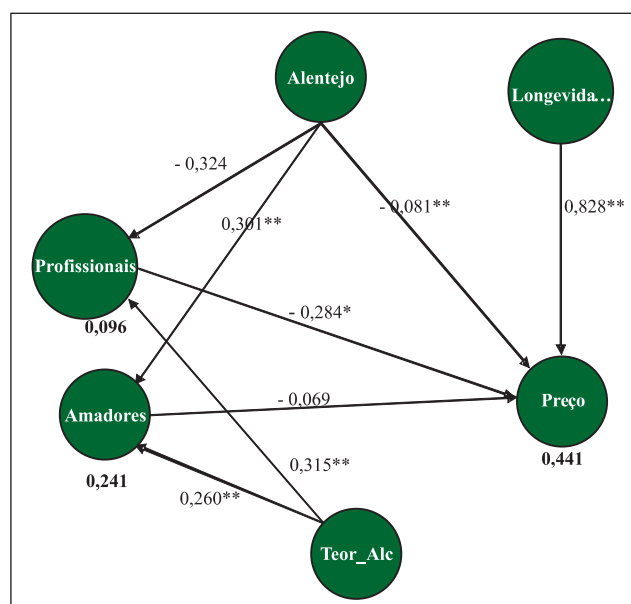 Alentejo
Longevida...
- 0,324
- 0,081**
0,828**
0,301**
Profissionais
0,096
- 0,284*
Amadores
- 0,069
Preço
0,441
0,241
0,315**
0,260**
Teor_Alc